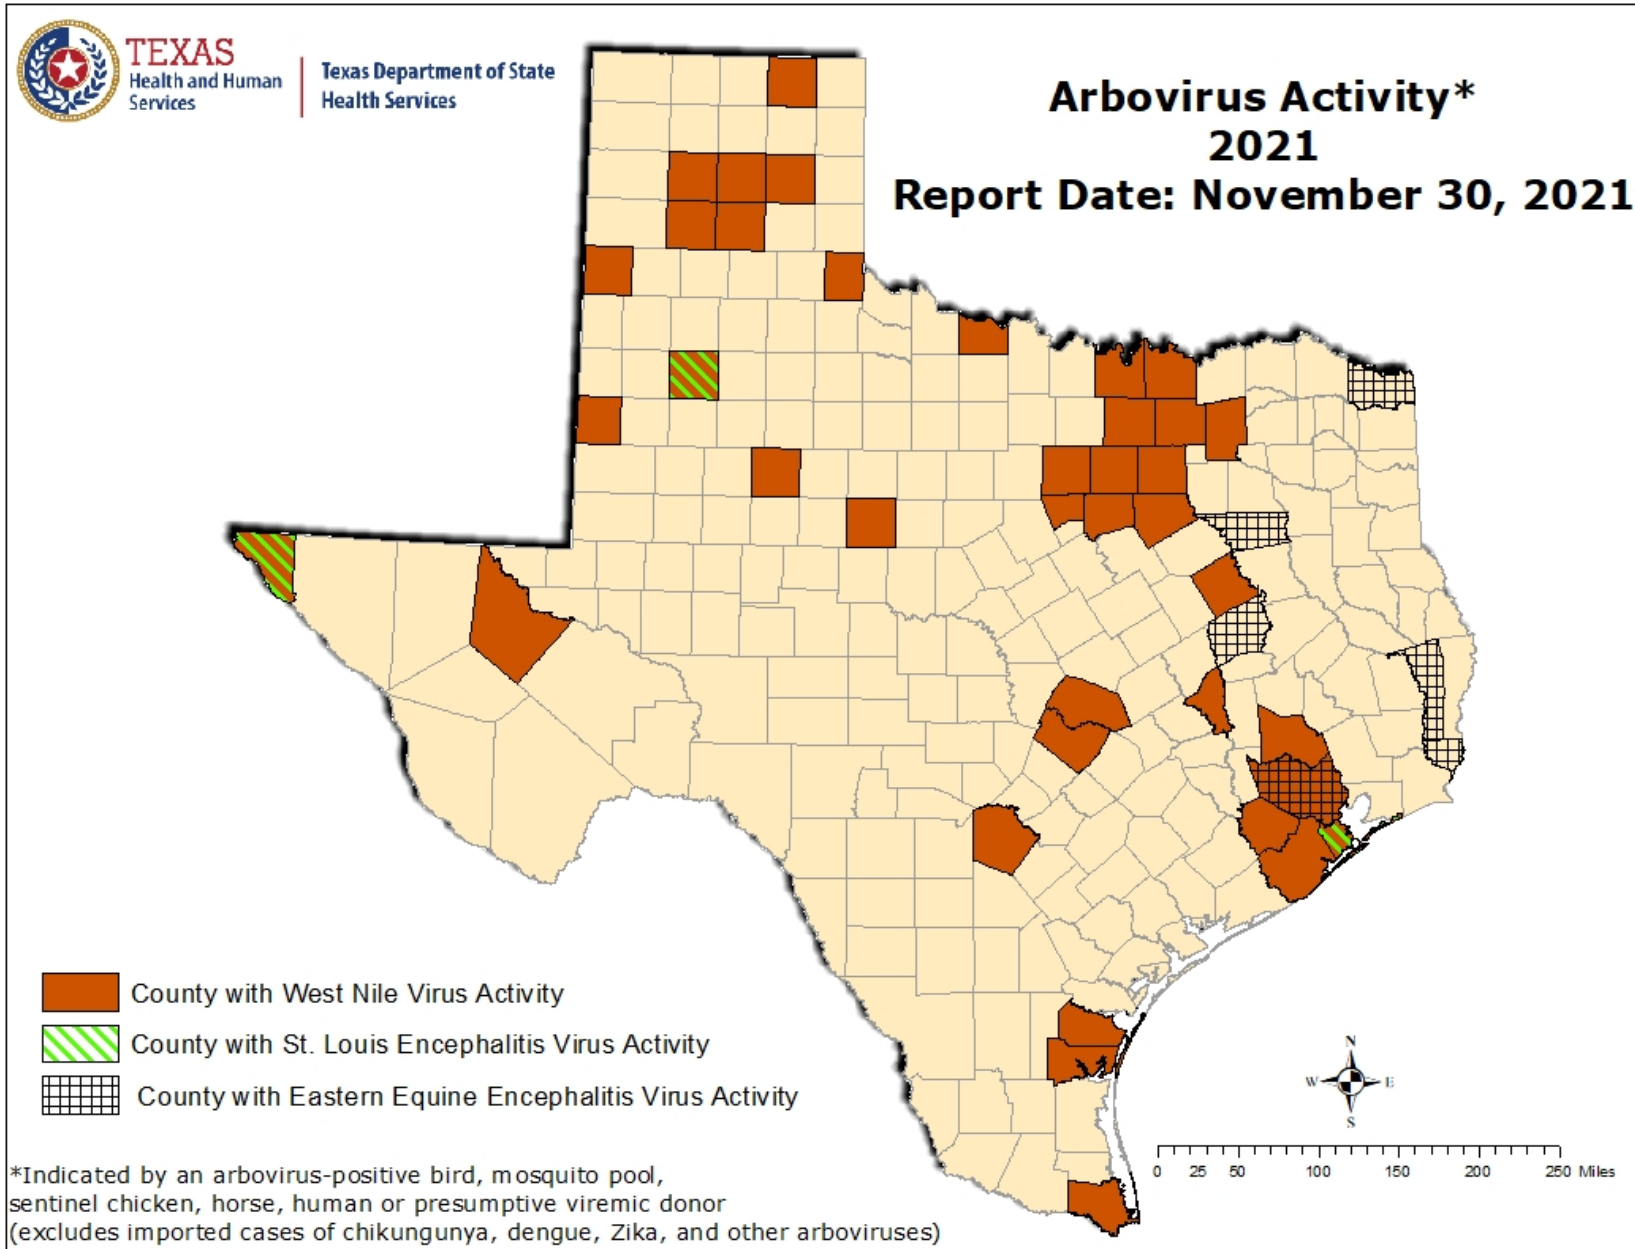 TEXAS
Health and Human
Services
Texas Department of State
Health Services
Arbovirus Activity*
2021
Report Date: November 30, 2021
County with West Nile Virus Activity
County with St. Louis Encephalitis Virus Activity
County with Eastern Equine Encephalitis Virus Activity
*Indicated by an arbovirus-positive bird, mosquito pool,
sentinel chicken, horse, human or presumptive viremic donor
(excludes imported cases of chikungunya, dengue, Zika, and other arboviruses)
N
W E
S
0 25 50 100 150 200 250 Miles